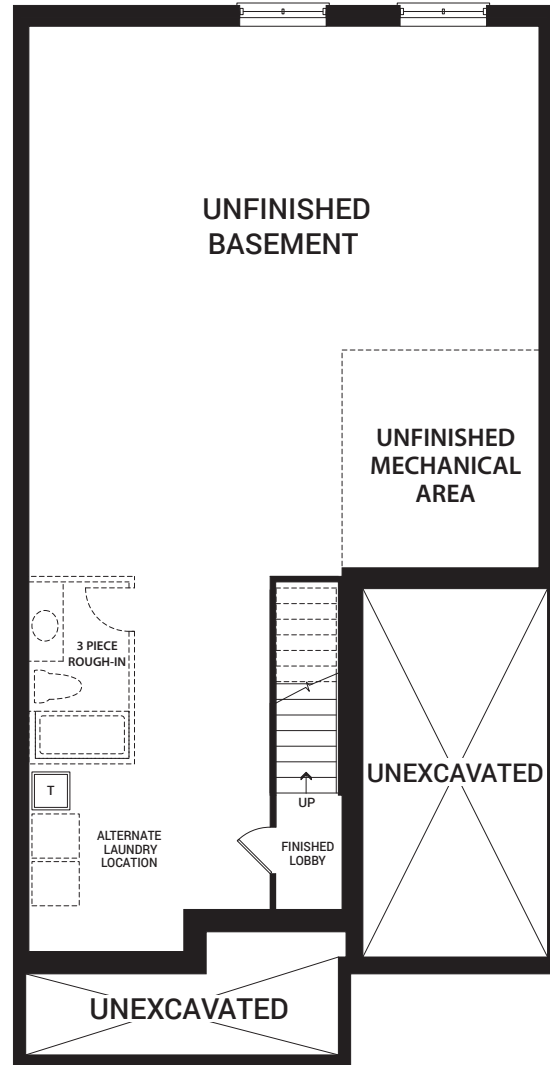 UNFINISHED
BASEMENT
UNFINISHED
MECHANICAL
AREA
3 PIECE
ROUGH-IN
UNEXCAVATED
T
UP
ALTERNATE
LAUNDRY
LOCATION
FINISHED
LOBBY
UNEXCAVATED